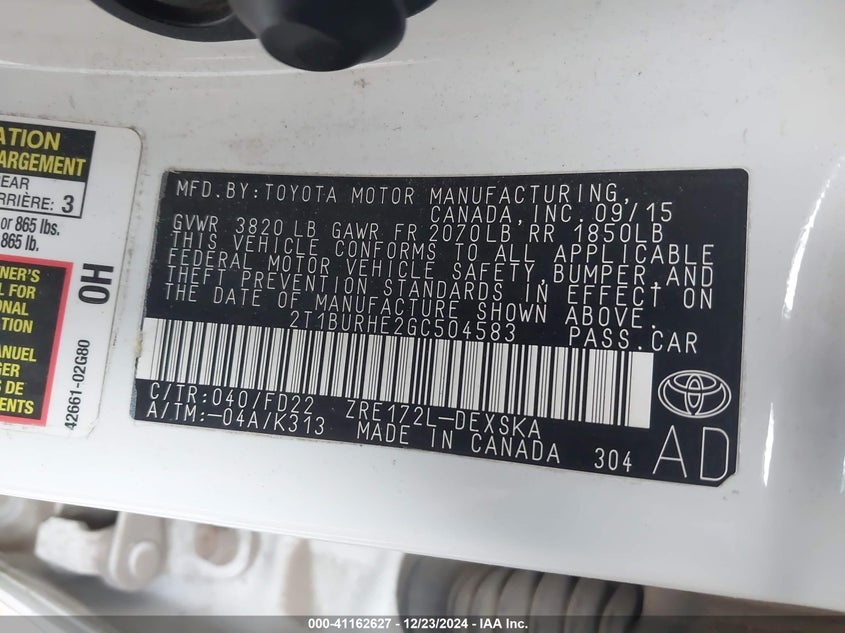 ATION
ARGEMENT
EAR
RRIÈRE: 3
or 865 lbs.
865 lb.
NER'S
L FOR
ONAL
ATION
ANUEL
GER
S DE
MENTS
OH
42661-02G80
MFD.BY:TOYOTA MOTOR MANUFACTURING,
CANADA, INC. 09/15
GVWR 3820 LB GAWR FR 2070LB RR 1850LB
THIS VEHICLE CONFORMS TO ALL APPLICABLE
FEDERAL MOTOR VEHICLE SAFETY,BUMPER,AND
THEFT PREVENTION STANDARDS IN EFFECT ON
THE DATE OF MANUFACTURE SHOWN ABOVE.
2T1BURHE2GC504583 PASS.CAR
C/TR:040/FD22 ZRE172L-DEXSKA
A/TM:-04A/K313 MADE IN CANADA 304
AD
000-41162627 - 12/23/2024 - IAA Inc.